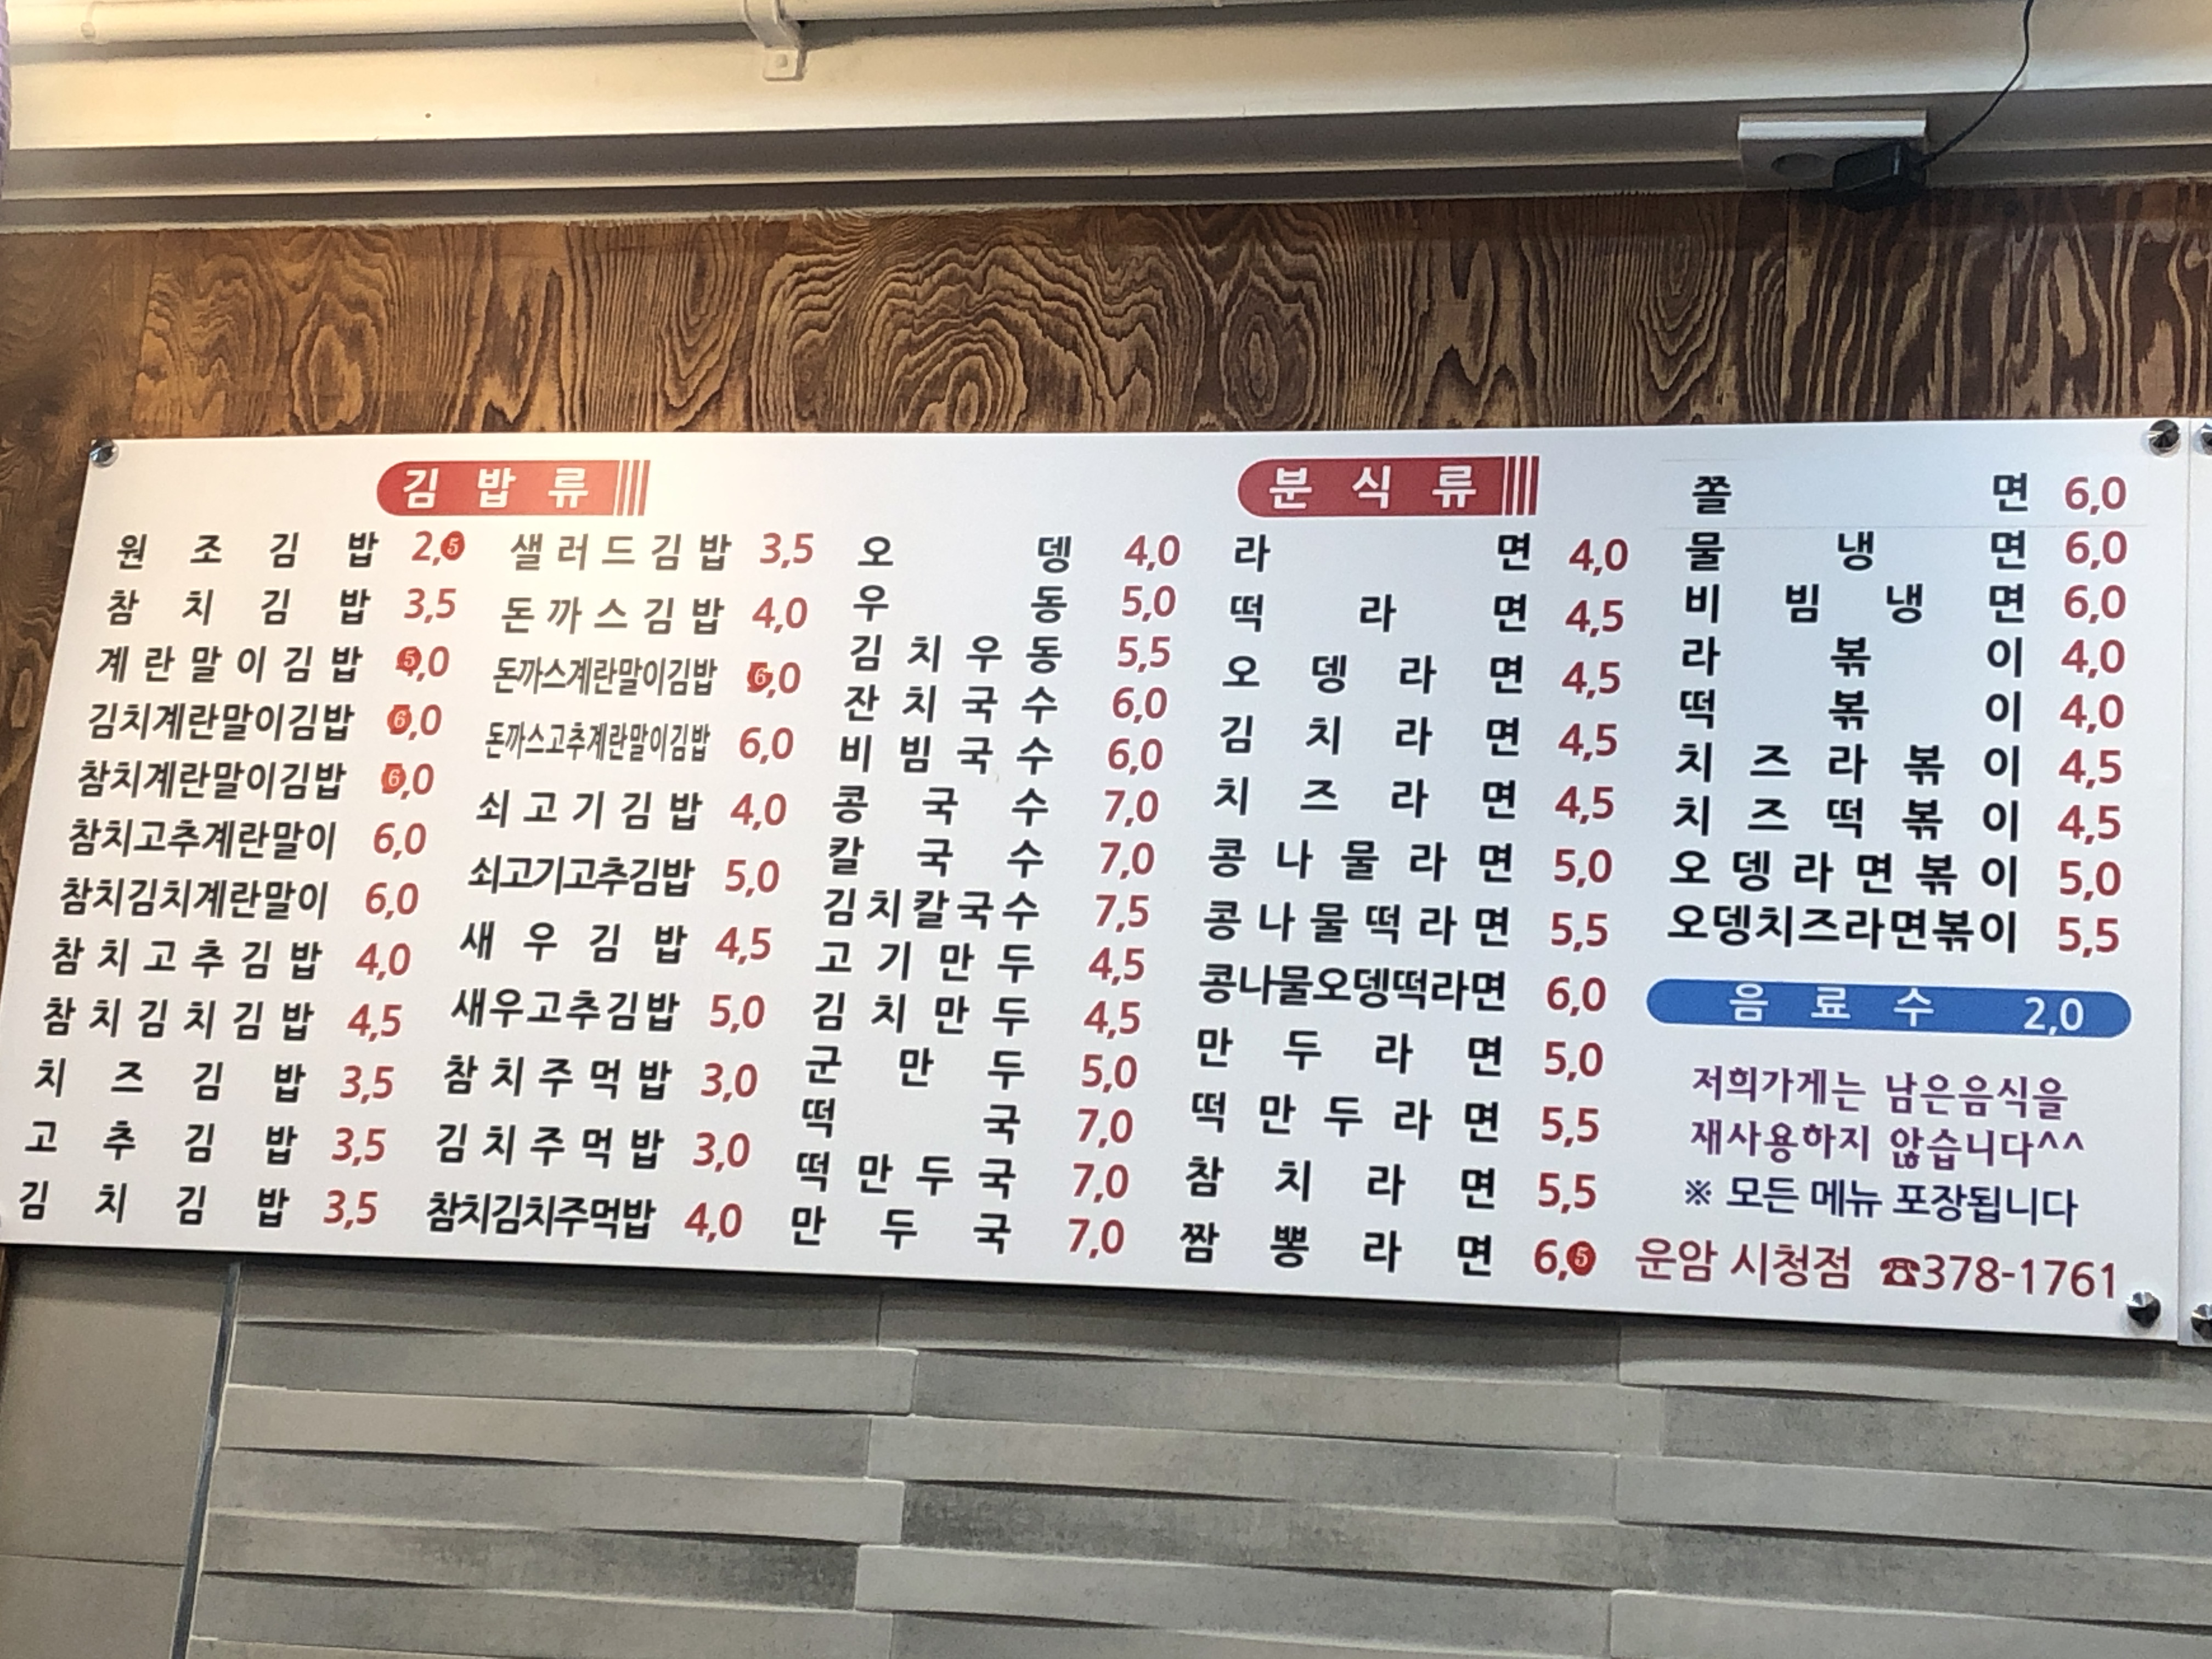 김밥류
원조김밥 2,5
참치김밥 3,5
계란말이김밥 5,0
김치계란말이김밥 6,0
참치계란말이김밥 6,0
참치고추계란말이 6,0
참치김치계란말이 6,0
참치고추김밥 4,0
참치김치김밥 4,5
치즈김밥 3,5
고추김밥 3,5
김치김밥 3,5
샐러드김밥 3,5
돈까스김밥 4,0
돈까스계란말이김밥 6,0
돈까스고추계란말이김밥 6,0
쇠고기김밥 4,0
쇠고기고추김밥 5,0
새우김밥 4,5
새우고추김밥 5,0
참치주먹밥 3,0
김치주먹밥 3,0
참치김치주먹밥 4,0
분식류
오뎅 4,0
우동 5,0
김치우동 5,5
잔치국수 6,0
비빔국수 6,0
콩국수 7,0
칼국수 7,0
김치칼국수 7,5
고기만두 4,5
김치만두 4,5
군만두 5,0
떡국 7,0
떡만두국 7,0
만두국 7,0
라면 4,0
떡라면 4,5
오뎅라면 4,5
김치라면 4,5
치즈라면 4,5
콩나물라면 5,0
콩나물떡라면 5,5
콩나물오뎅떡라면 6,0
만두라면 5,0
떡만두라면 5,5
참치라면 5,5
짬뽕라면 6,5
쫄면 6,0
물냉면 6,0
비빔냉면 6,0
라볶이 4,0
떡볶이 4,0
치즈라볶이 4,5
치즈떡볶이 4,5
오뎅라면볶이 5,0
오뎅치즈라면볶이 5,5
음료수 2,0
저희가게는 남은음식을
재사용하지 않습니다^^
※ 모든 메뉴 포장됩니다
운암 시청점 ☎378-1761